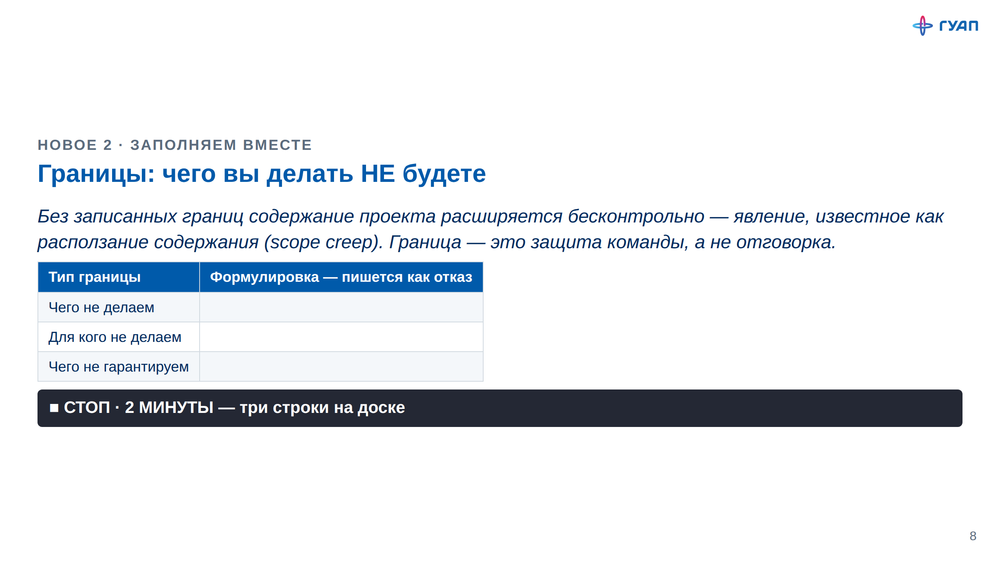 ГУАП
НОВОЕ 2 · ЗАПОЛНЯЕМ ВМЕСТЕ
Границы: чего вы делать НЕ будете
Без записанных границ содержание проекта расширяется бесконтрольно — явление, известное как
расползание содержания (scope creep). Граница — это защита команды, а не отговорка.
Тип границы Формулировка — пишется как отказ
Чего не делаем
Для кого не делаем
Чего не гарантируем
■ СТОП · 2 МИНУТЫ — три строки на доске
8